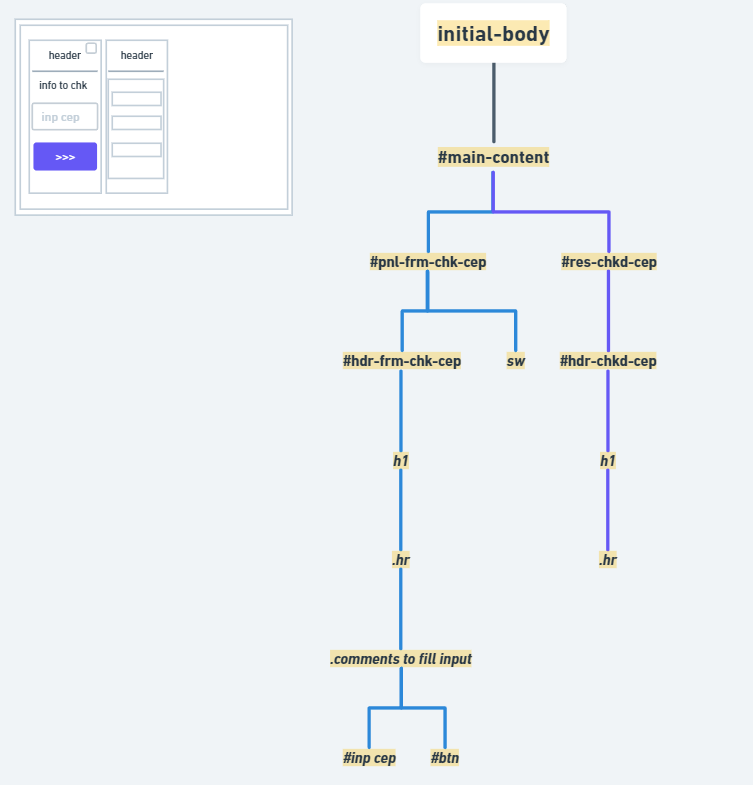 initial-body
header
header
info to chk
inp cep
>>>
#main-content
#pnl-frm-chk-cep
#res-chkd-cep
#hdr-frm-chk-cep
sw
#hdr-chkd-cep
h1
h1
.hr
.hr
.comments to fill input
#inp cep
#btn